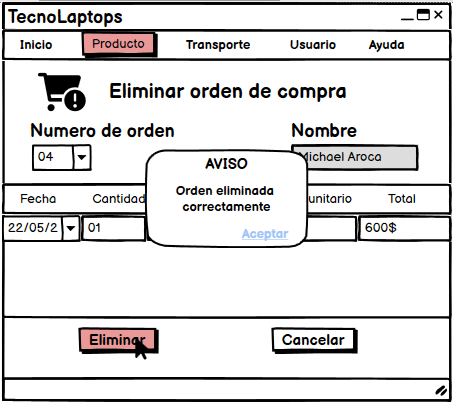 TecnoLaptops
Inicio Producto Transporte Usuario Ayuda
Eliminar orden de compra
Numero de orden Nombre
04 Michael Aroca
AVISO
Orden eliminada
correctamente
Aceptar
Fecha Cantidad unitario Total
22/05/2 01 600$
Eliminar Cancelar